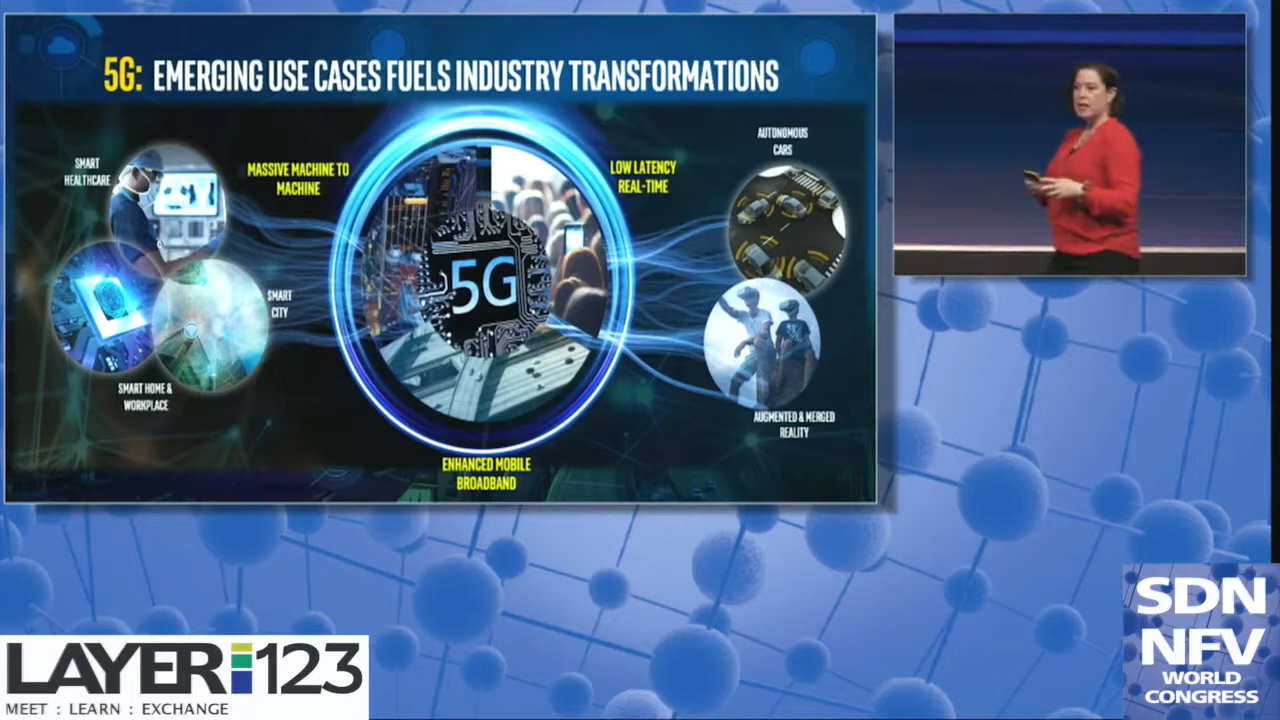 5G: EMERGING USE CASES FUELS INDUSTRY TRANSFORMATIONS
SMART
HEALTHCARE
MASSIVE MACHINE TO
MACHINE
SMART
CITY
SMART HOME &
WORKPLACE
5G
ENHANCED MOBILE
BROADBAND
LOW LATENCY
REAL-TIME
AUTONOMOUS
CARS
AUGMENTED & MERGED
REALITY
LAYER123
MEET : LEARN : EXCHANGE
SDN
NFV
WORLD
CONGRESS